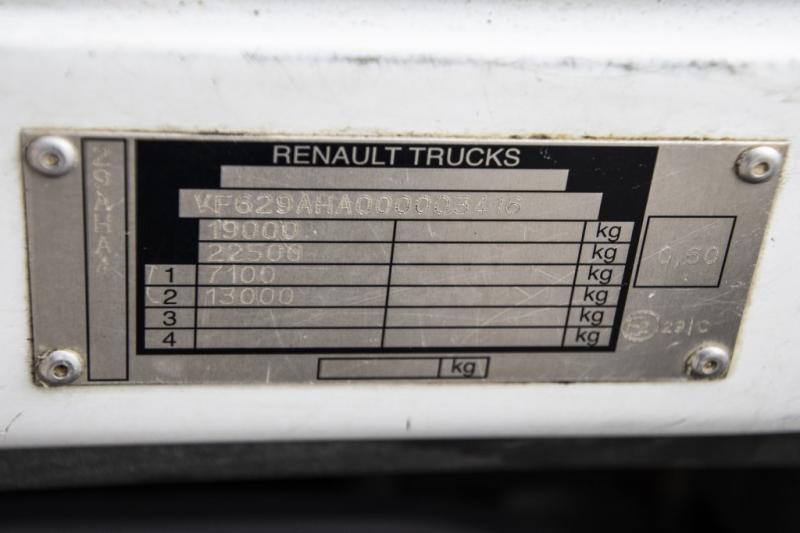 RENAULT TRUCKS
VF629AHA000003416
19000 kg
22500 kg
1 7100 kg
2 13000 kg
3 kg
4 kg
kg
29AHA4
0,50